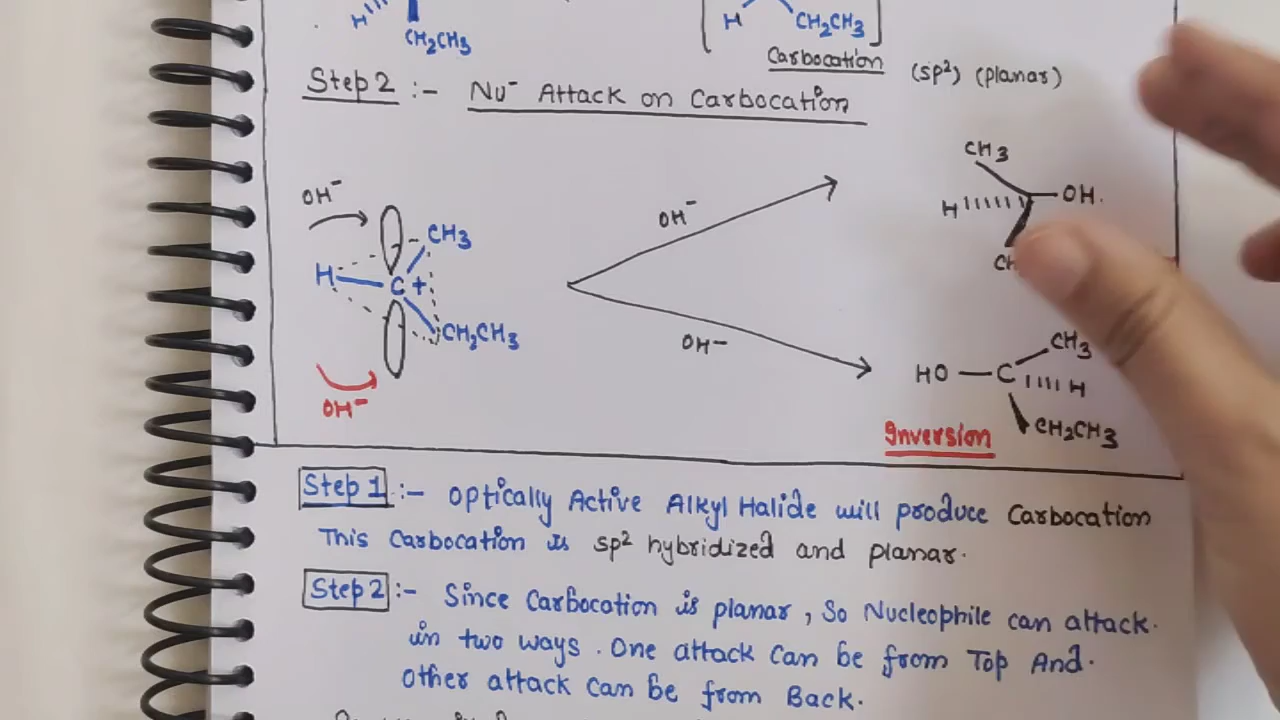 H
CH2CH3
H CH2CH3
Carbocation (sp²) (planar)
Step 2 :- Nu⁻ Attack on Carbocation
OH⁻
CH3
H C +
CH2CH3
OH⁻
OH⁻
OH⁻
CH3
H OH.
HO C CH3
H
CH2CH3
Inversion
Step 1 :- Optically Active Alkyl Halide will produce Carbocation
This Carbocation is sp² hybridized and planar.
Step 2 :- Since Carbocation is planar, So Nucleophile can attack.
in two ways. One attack can be from Top And.
other attack can be from Back.